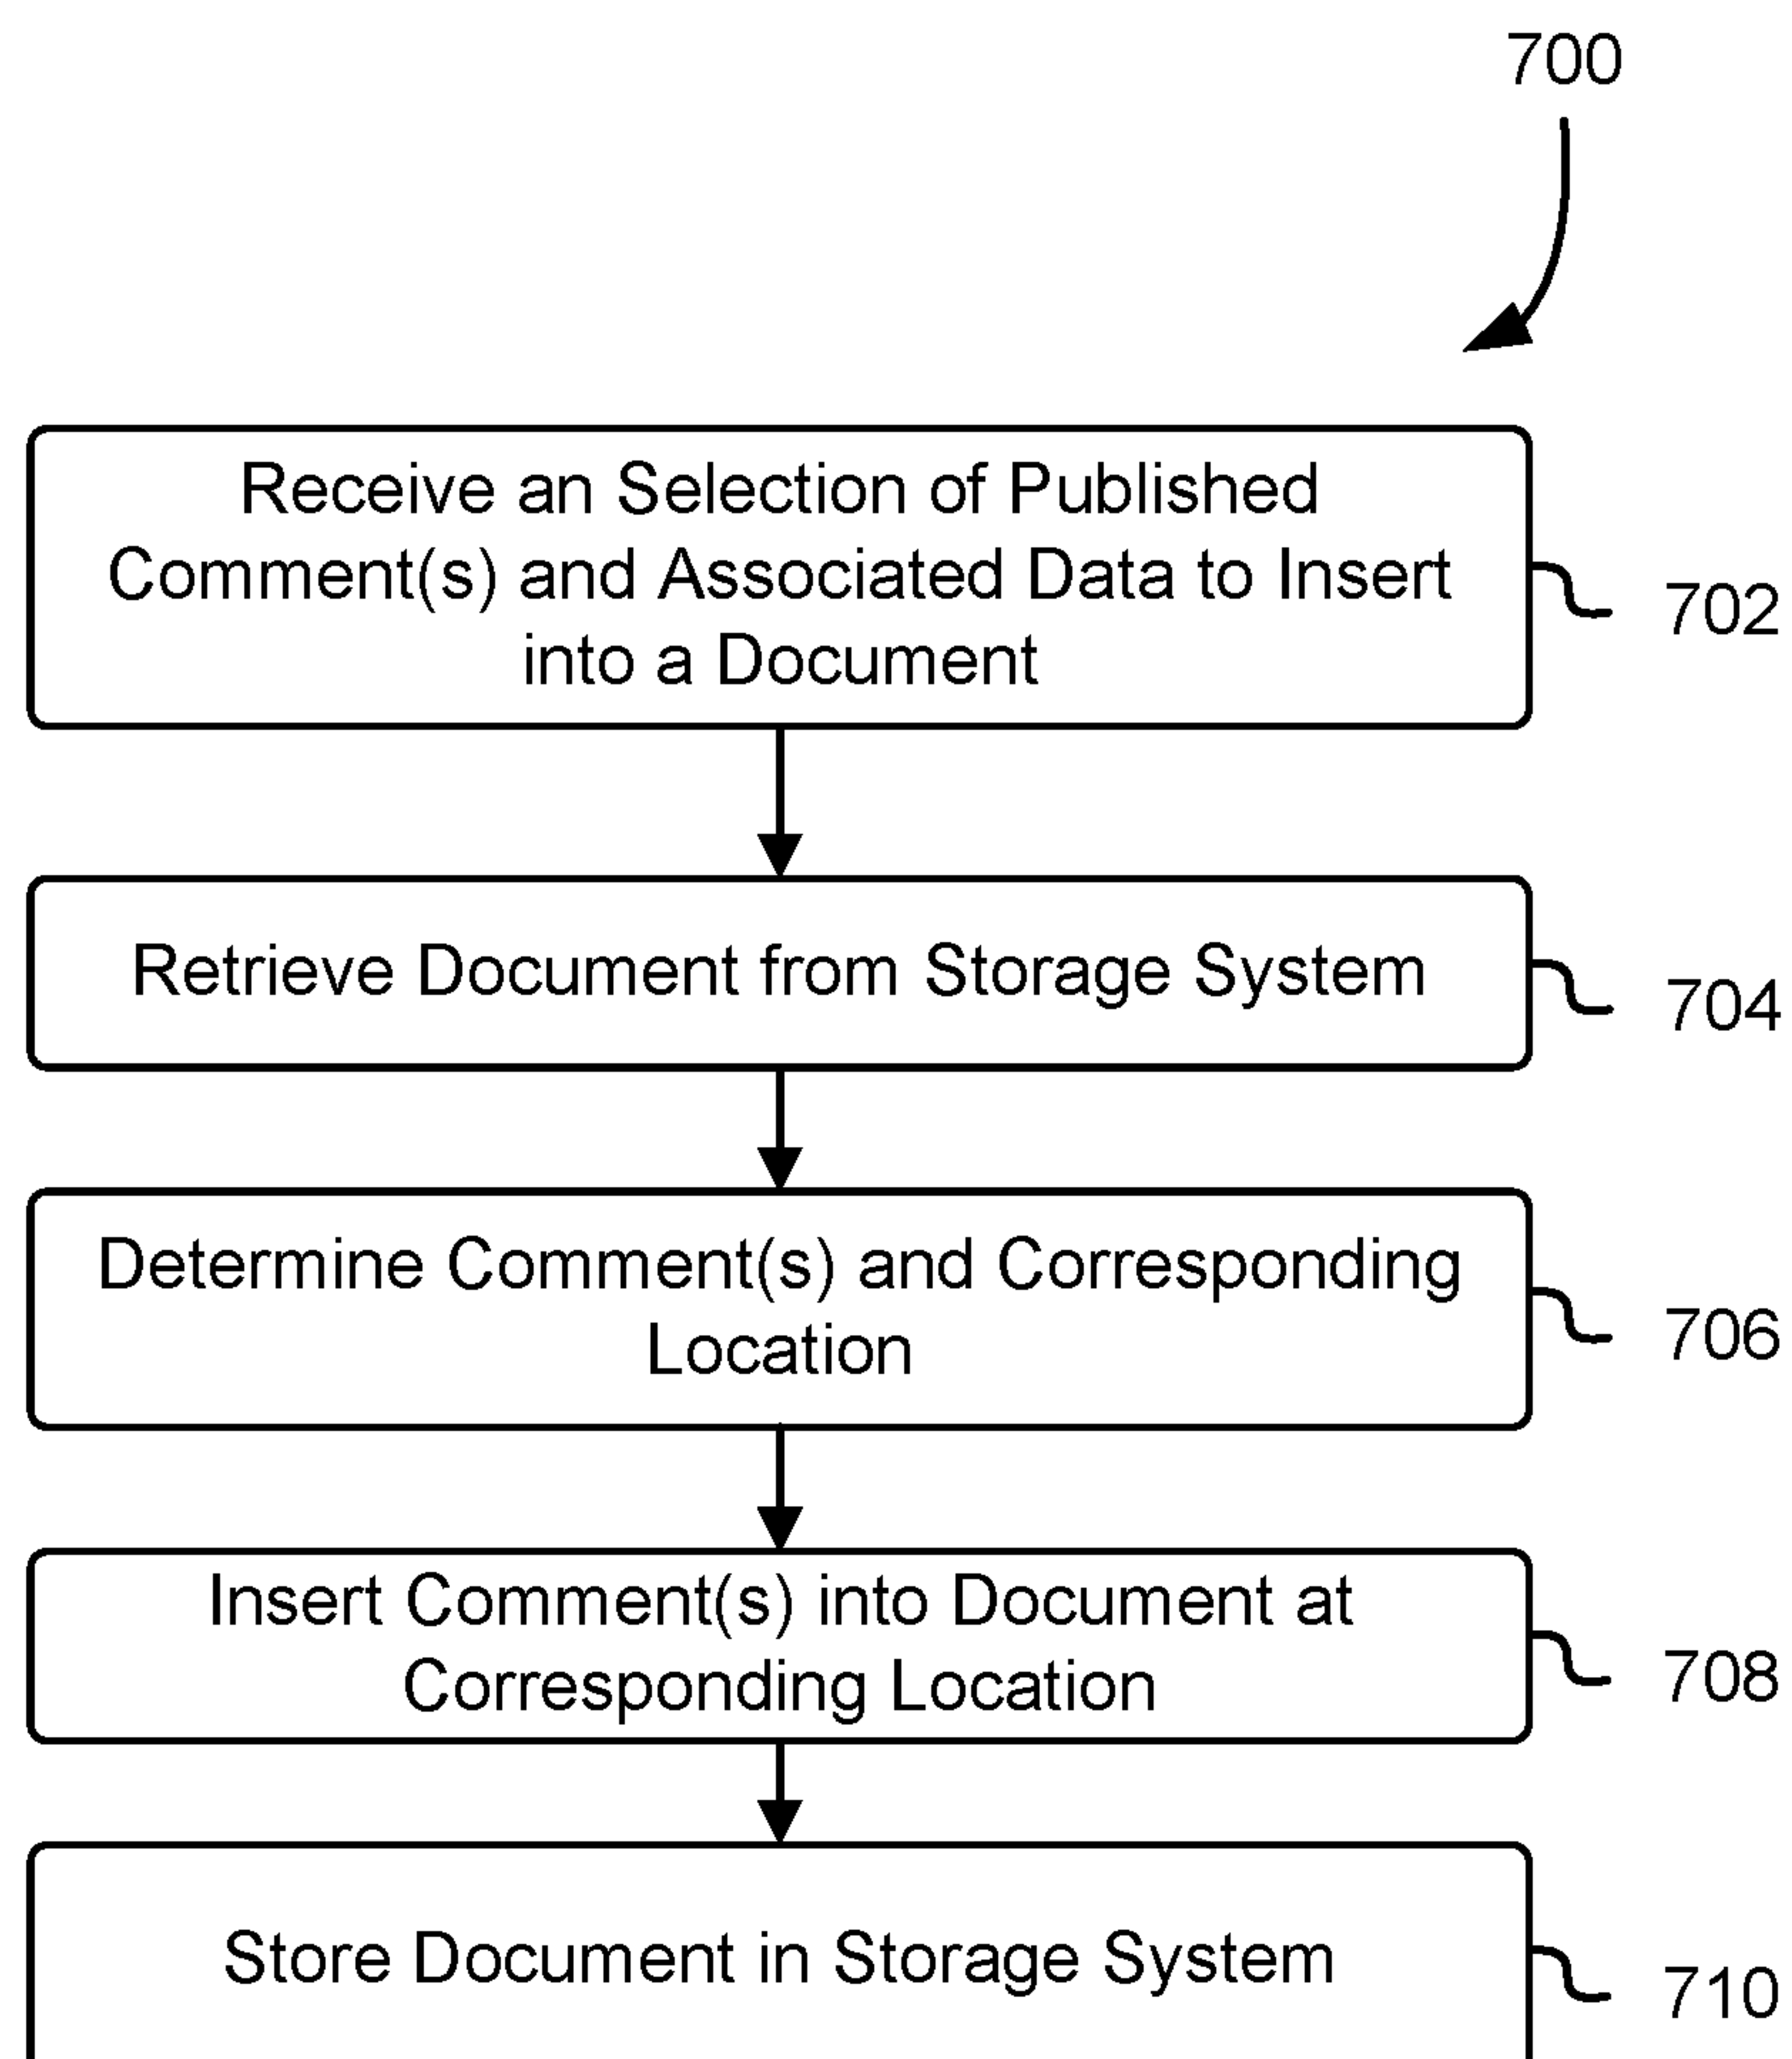 700
Receive an Selection of Published
Comment(s) and Associated Data to Insert
into a Document
702
Retrieve Document from Storage System
704
Determine Comment(s) and Corresponding
Location
706
Insert Comment(s) into Document at
Corresponding Location
708
Store Document in Storage System
710